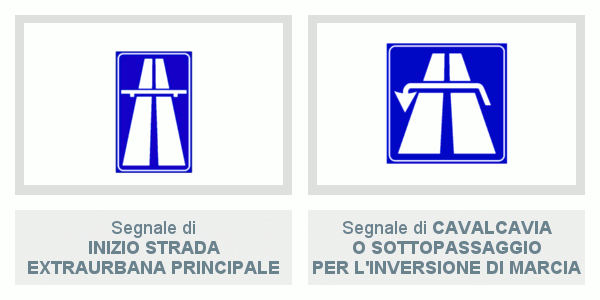 Segnale di
INIZIO STRADA
EXTRAURBANA PRINCIPALE
Segnale di CAVALCAVIA
O SOTTOPASSAGGIO
PER L'INVERSIONE DI MARCIA